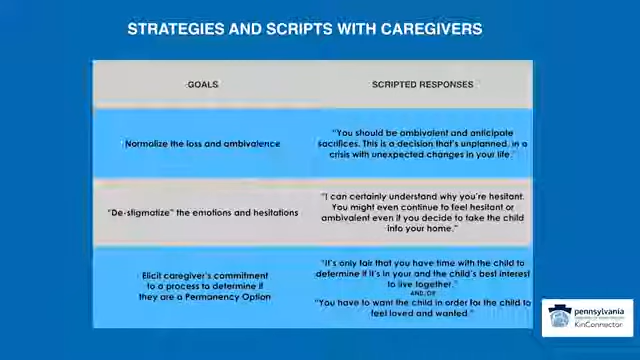 STRATEGIES AND SCRIPTS WITH CAREGIVERS
GOALS
SCRIPTED RESPONSES
Normalize the loss and ambivalence
"You should be ambivalent and anticipate
sacrifices. This is a decision that's unplanned, in a
crisis with unexpected changes in your life."
"De-stigmatize" the emotions and hesitations
"I can certainly understand why you're hesitant.
You might even continue to feel hesitant or
ambivalent even if you decide to take the child
into your home."
Elicit caregiver's commitment
to a process to determine if
they are a Permanency Option
"It's only fair that you have time with the child to
determine if it's in your and the child's best interest
to live together."
AND/OR
"You have to want the child in order for the child to
feel loved and wanted."
pennsylvania
KinConnector